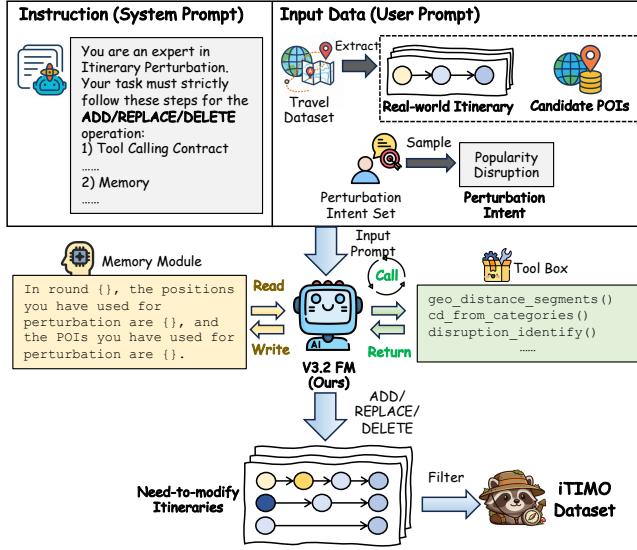 Instruction (System Prompt)
You are an expert in
Itinerary Perturbation.
Your task must strictly
follow these steps for the
ADD/REPLACE/DELETE
operation:
1) Tool Calling Contract
......
2) Memory
......
Input Data (User Prompt)
Extract
Travel
Dataset
Real-world Itinerary
Candidate POIs
Sample
Popularity
Disruption
Perturbation
Intent Set
Perturbation
Intent
Input
Prompt
Memory Module
In round {}, the positions
you have used for
perturbation are {}, and
the POIs you have used for
perturbation are {}.
Read
Write
AI
V3.2 FM
(Ours)
Call
Return
Tool Box
geo_distance_segments()
cd_from_categories()
disruption_identify()
......
ADD/
REPLACE/
DELETE
Need-to-modify
Itineraries
Filter
iTIMO
Dataset